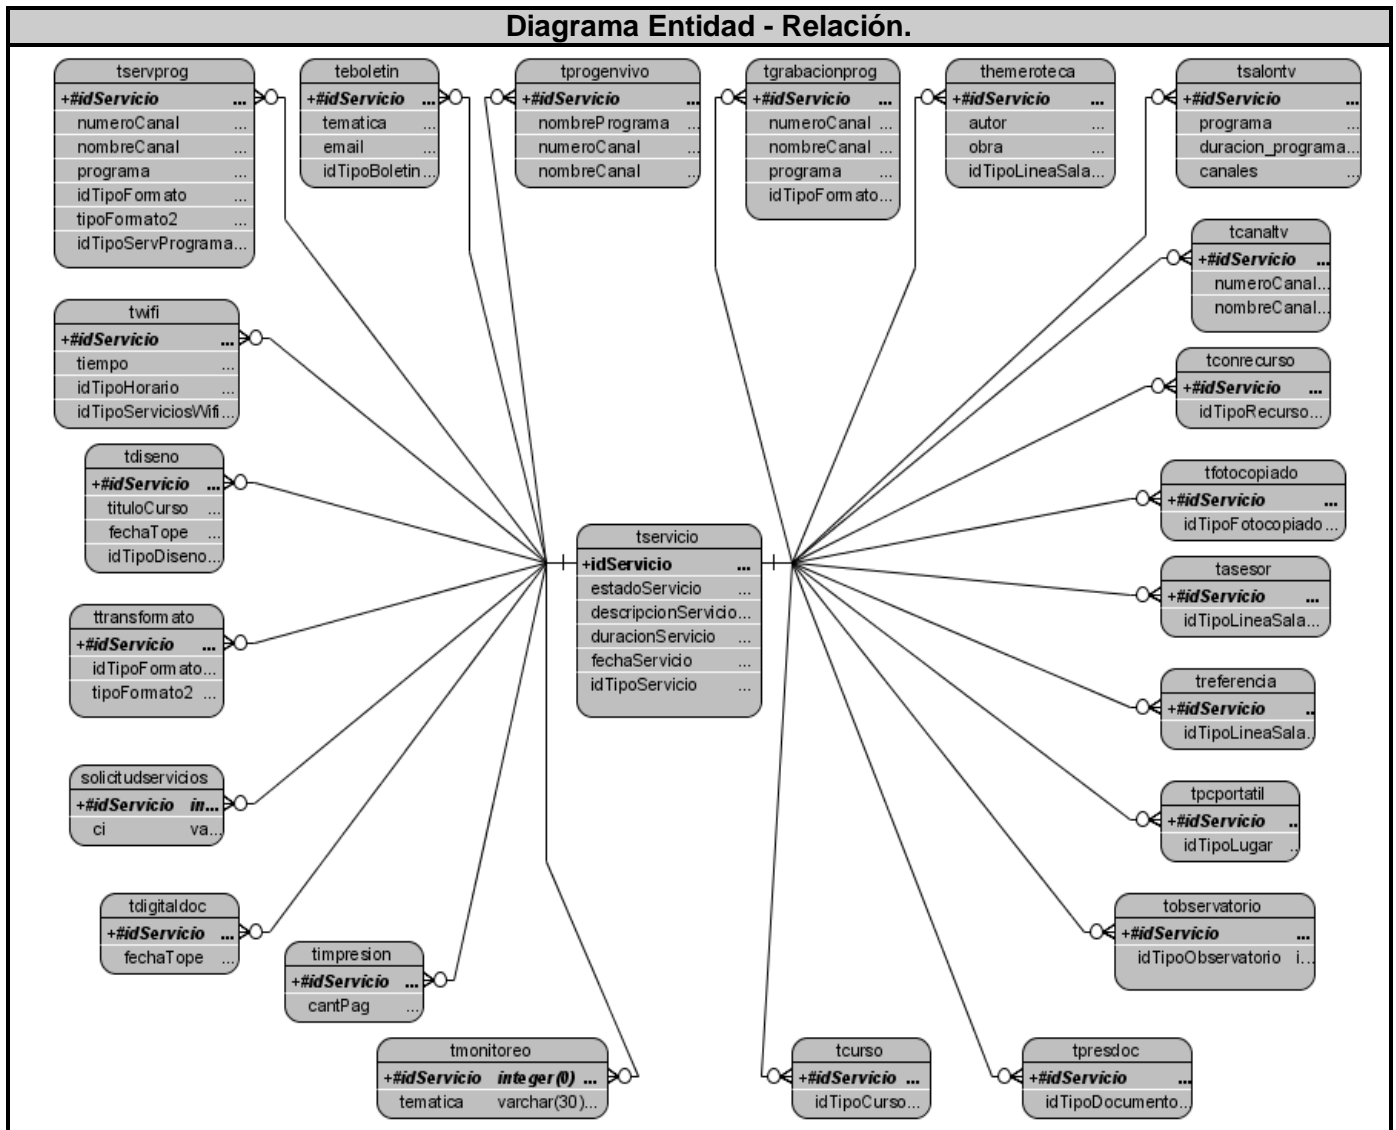 Diagrama Entidad - Relación.
tservprog
+#idServicio ...
numeroCanal ...
nombreCanal ...
programa ...
idTipoFormato ...
tipoFormato2 ...
idTipoServPrograma...
teboletin
+#idServicio ...
tematica ...
email ...
idTipoBoletin...
tprogenvivo
+#idServicio ...
nombrePrograma ...
numeroCanal ...
nombreCanal ...
tgrabacionprog
+#idServicio ...
numeroCanal ...
nombreCanal ...
programa ...
idTipoFormato...
themeroteca
+#idServicio ...
autor ...
obra ...
idTipoLineaSala...
tsalontv
+#idServicio ...
programa ...
duracion_programa...
canales ...
tcanaltv
+#idServicio ...
numeroCanal...
nombreCanal...
twifi
+#idServicio ...
tiempo ...
idTipoHorario ...
idTipoServiciosWifi...
tconrecurso
+#idServicio ...
idTipoRecurso...
tdiseno
+#idServicio ...
tituloCurso ...
fechaTope ...
idTipoDiseno...
tfotocopiado
+#idServicio ...
idTipoFotocopiado...
tservicio
+idServicio ...
estadoServicio ...
descripcionServicio...
duracionServicio ...
fechaServicio ...
idTipoServicio ...
tasesor
+#idServicio ...
idTipoLineaSala...
ttransformato
+#idServicio ...
idTipoFormato...
tipoFormato2 ...
treferencia
+#idServicio ..
idTipoLineaSala.
solicitudservicios
+#idServicio in...
ci va...
tpcportatil
+#idServicio ..
idTipoLugar ..
tdigitaldoc
+#idServicio ...
fechaTope ...
tobservatorio
+#idServicio ...
idTipoObservatorio i...
timpresion
+#idServicio ...
cantPag ...
tmonitoreo
+#idServicio integer(0) ...
tematica varchar(30)...
tcurso
+#idServicio ...
idTipoCurso...
tpresdoc
+#idServicio ...
idTipoDocumento...